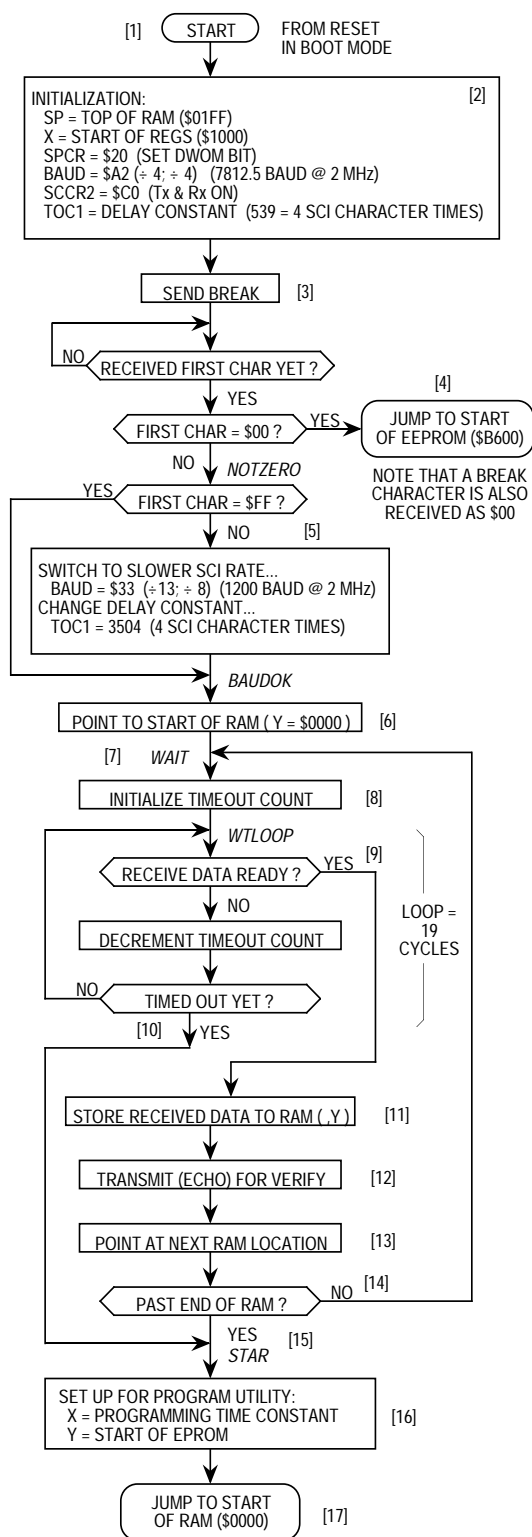 [1]
START
FROM RESET
IN BOOT MODE
[2]
INITIALIZATION:
SP = TOP OF RAM ($01FF)
X = START OF REGS ($1000)
SPCR = $20 (SET DWOM BIT)
BAUD = $A2 (÷ 4; ÷ 4) (7812.5 BAUD @ 2 MHz)
SCCR2 = $C0 (Tx & Rx ON)
TOC1 = DELAY CONSTANT (539 = 4 SCI CHARACTER TIMES)
SEND BREAK
[3]
NO
RECEIVED FIRST CHAR YET ?
YES
[4]
FIRST CHAR = $00 ?
YES
JUMP TO START
OF EEPROM ($B600)
NO
NOTZERO
NOTE THAT A BREAK
CHARACTER IS ALSO
RECEIVED AS $00
YES
FIRST CHAR = $FF ?
NO
[5]
SWITCH TO SLOWER SCI RATE...
BAUD = $33 (÷13; ÷ 8) (1200 BAUD @ 2 MHz)
CHANGE DELAY CONSTANT...
TOC1 = 3504 (4 SCI CHARACTER TIMES)
BAUDOK
POINT TO START OF RAM ( Y = $0000 )
[6]
[7]
WAIT
INITIALIZE TIMEOUT COUNT
[8]
WTLOOP
[9]
RECEIVE DATA READY ?
YES
NO
LOOP =
19
CYCLES
DECREMENT TIMEOUT COUNT
NO
TIMED OUT YET ?
[10]
YES
STORE RECEIVED DATA TO RAM ( ,Y )
[11]
TRANSMIT (ECHO) FOR VERIFY
[12]
POINT AT NEXT RAM LOCATION
[13]
PAST END OF RAM ?
NO
[14]
YES
[15]
STAR
SET UP FOR PROGRAM UTILITY:
X = PROGRAMMING TIME CONSTANT
Y = START OF EPROM
[16]
JUMP TO START
OF RAM ($0000)
[17]